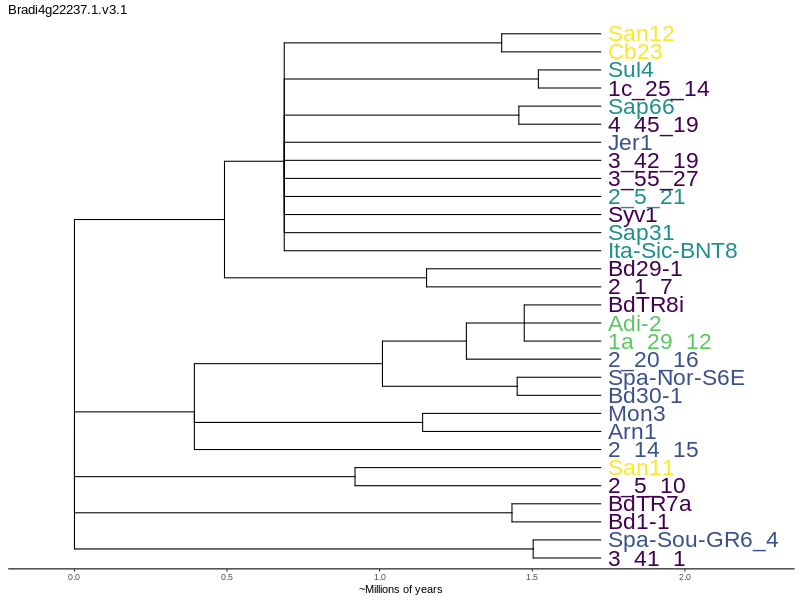 Bradi4g22237.1.v3.1
San12
Cb23
Sul4
1c_25_14
Sap66
4_45_19
Jer1
3_42_19
3_55_27
2_5_21
Syv1
Sap31
Ita-Sic-BNT8
Bd29-1
2_1_7
BdTR8i
Adi-2
1a_29_12
2_20_16
Spa-Nor-S6E
Bd30-1
Mon3
Arn1
2_14_15
San11
2_5_10
BdTR7a
Bd1-1
Spa-Sou-GR6_4
3_41_1
0.0 0.5 1.0 1.5 2.0
~Millions of years